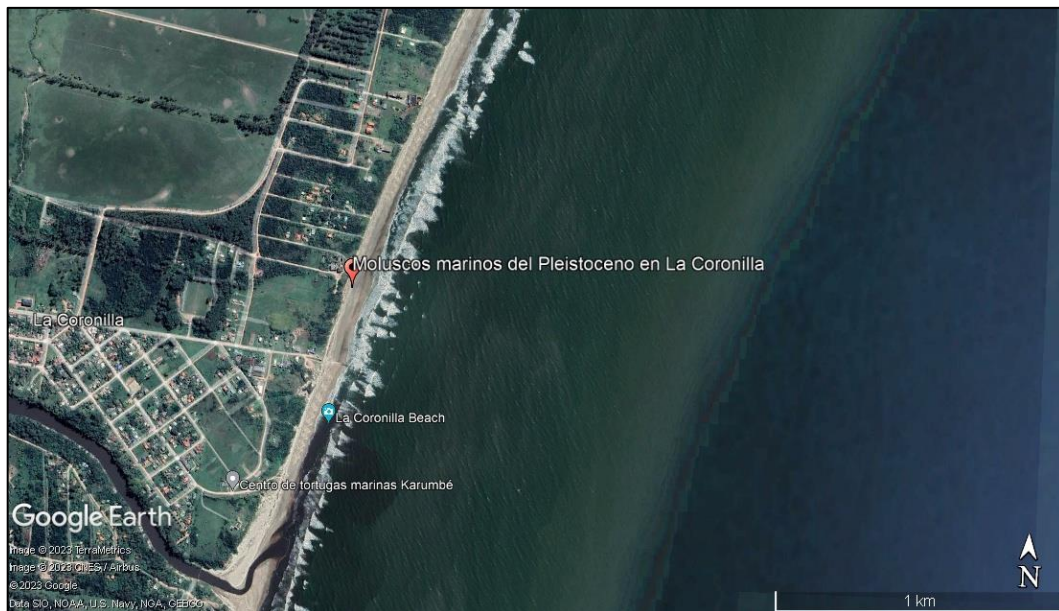 Moluscos marinos del Pleistoceno en La Coronilla
La Coronilla
La Coronilla Beach
Centro de tortugas marinas Karumbé
Google Earth
Image © 2023 TerraMetrics
Image © 2023 CNES / Airbus
© 2023 Google
Data SIO, NOAA, U.S. Navy, NGA, GEBCO
N
1 km